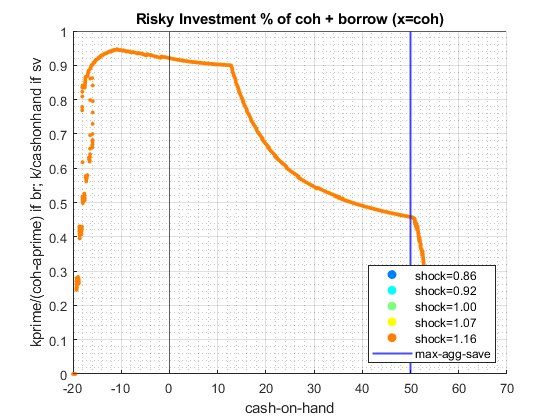 Risky Investment % of coh + borrow (x=coh)
kprime/(coh-aprime) if br; k/cashonhand if sv
1
0.9
0.8
0.7
0.6
0.5
0.4
0.3
0.2
0.1
0
-20
-10
0
10
20
30
40
50
60
70
cash-on-hand
shock=0.86
shock=0.92
shock=1.00
shock=1.07
shock=1.16
max-agg-save